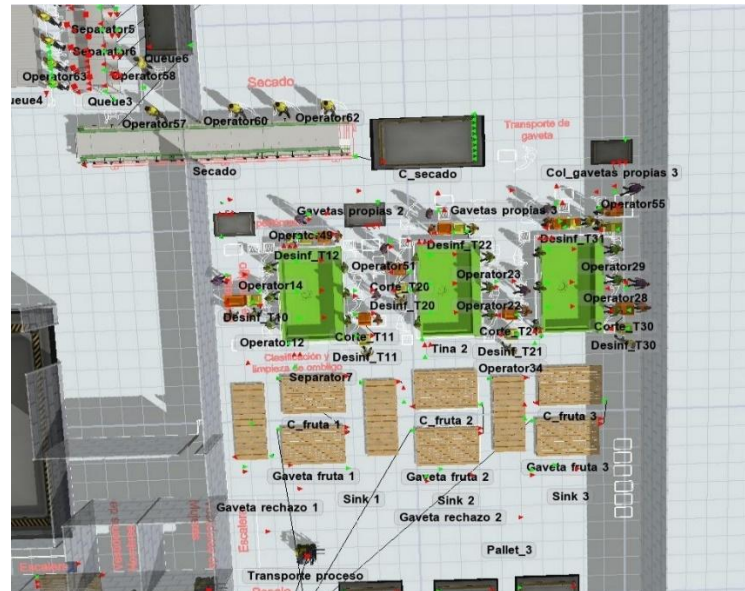 Separator5
Separator6
Queue6
Operator63
Operator58
Queue3
Operator57
Operator60
Operator62
Secado
Secado
C_secado
Transporte de
gaveta
Col_gavetas propias 3
Gavetas propias 2
Gavetas propias 3
Operator55
Desinf_T12
Desinf_T22
Desinf_T31
Operator14
Operator51
Operator23
Operator29
Corte_T20
Desinf_T20
Operator22
Operator28
Desinf_T10
Operator12
Corte_T11
Desinf_T11
Tina 2
Corte_T21
Desinf_T21
Corte_T30
Desinf_T30
Clasificación y
limpieza de ombligo
Separator7
Operator34
C_fruta 1
C_fruta 2
C_fruta 3
Gaveta fruta 1
Gaveta fruta 2
Gaveta fruta 3
Sink 1
Sink 2
Sink 3
Gaveta rechazo 1
Gaveta rechazo 2
Pallet_3
Transporte proceso